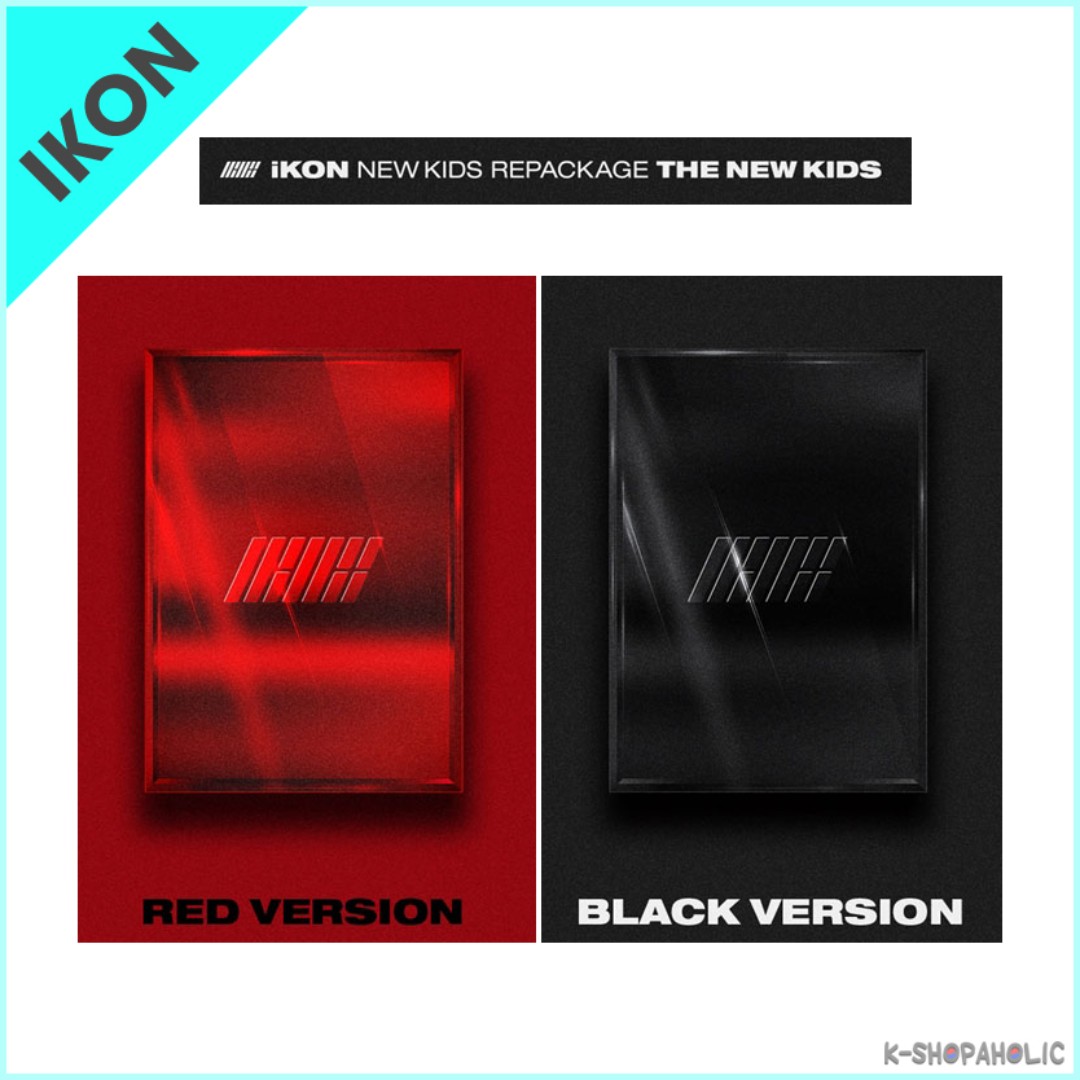 IKON
iKON NEW KIDS REPACKAGE THE NEW KIDS
RED VERSION
BLACK VERSION
K-SHOPAHOLIC